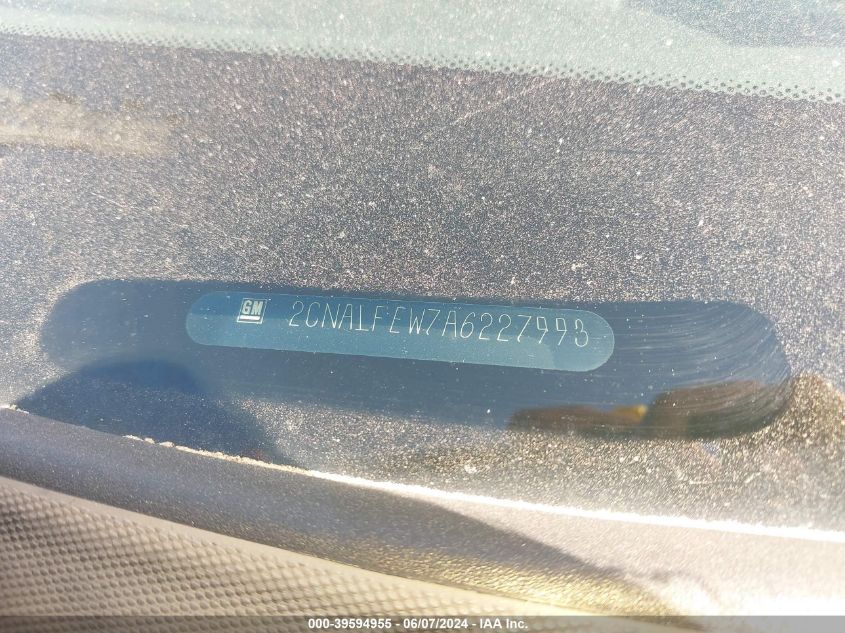 GM 2CNALFEW7A6227993
000-39594955 - 06/07/2024 - IAA Inc.